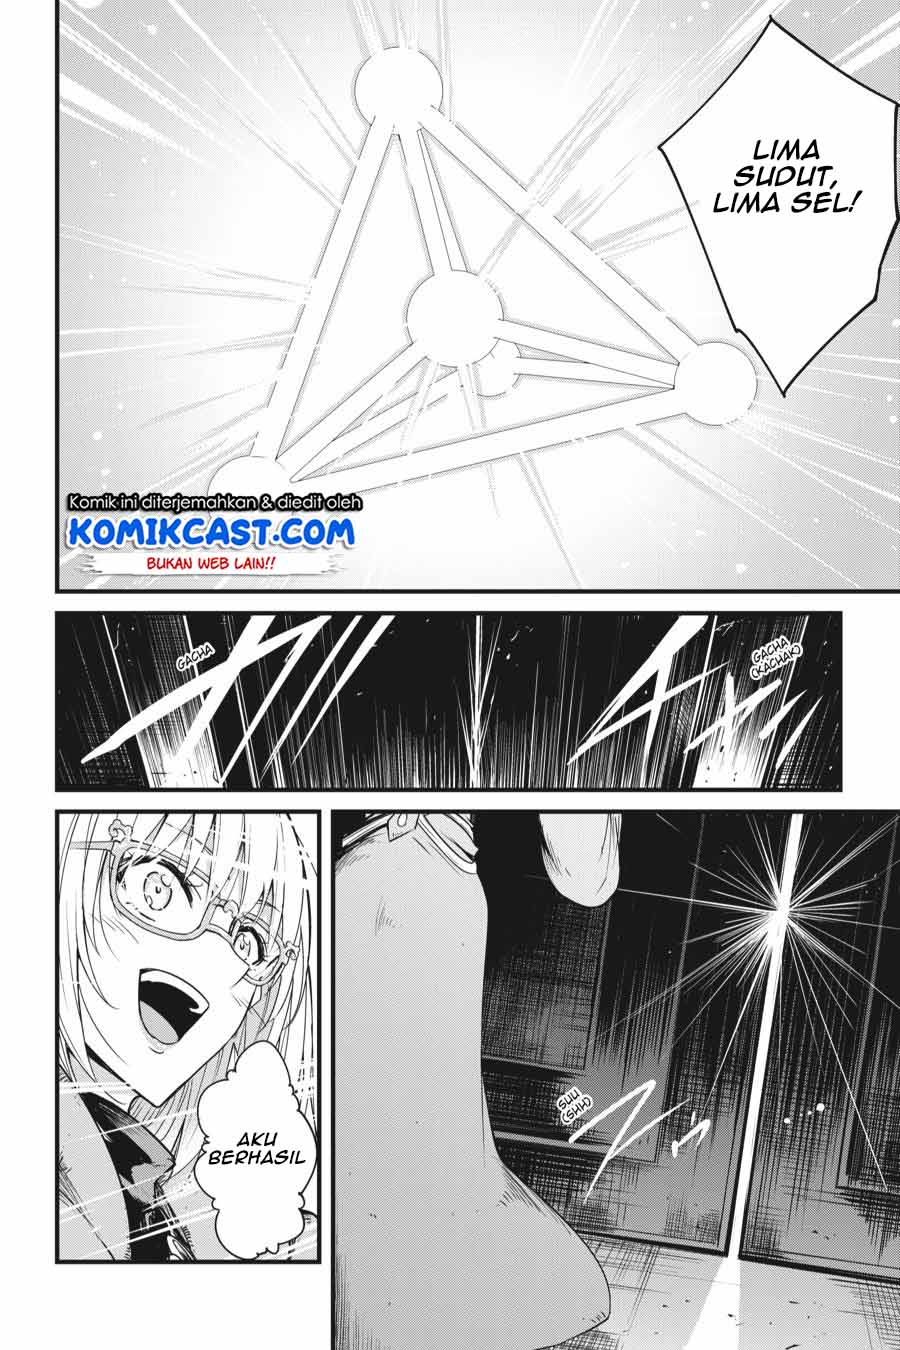 LIMA
SUDUT,
LIMA SEL!
Komik ini diterjemahkan & diedit oleh
KOMIKCAST.COM
BUKAN WEB LAIN!!
GACHA
(KACHAK)
GACHA
SUU
(SHH)
AKU
BERHASIL